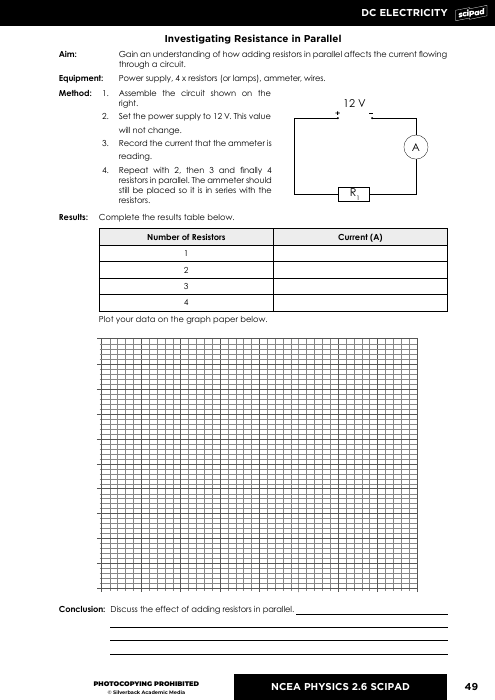 DC ELECTRICITY scipad
Investigating Resistance in Parallel
Aim: Gain an understanding of how adding resistors in parallel affects the current flowing
through a circuit.
Equipment: Power supply, 4 x resistors (or lamps), ammeter, wires.
Method: 1. Assemble the circuit shown on the
right.
2. Set the power supply to 12 V. This value
will not change.
3. Record the current that the ammeter is
reading.
4. Repeat with 2, then 3 and finally 4
resistors in parallel. The ammeter should
still be placed so it is in series with the
resistors.
12 V
+ −
A
R1
Results: Complete the results table below.
Number of Resistors Current (A)
1
2
3
4
Plot your data on the graph paper below.
Conclusion: Discuss the effect of adding resistors in parallel.
PHOTOCOPYING PROHIBITED
© Silverback Academic Media
NCEA PHYSICS 2.6 SCIPAD
49